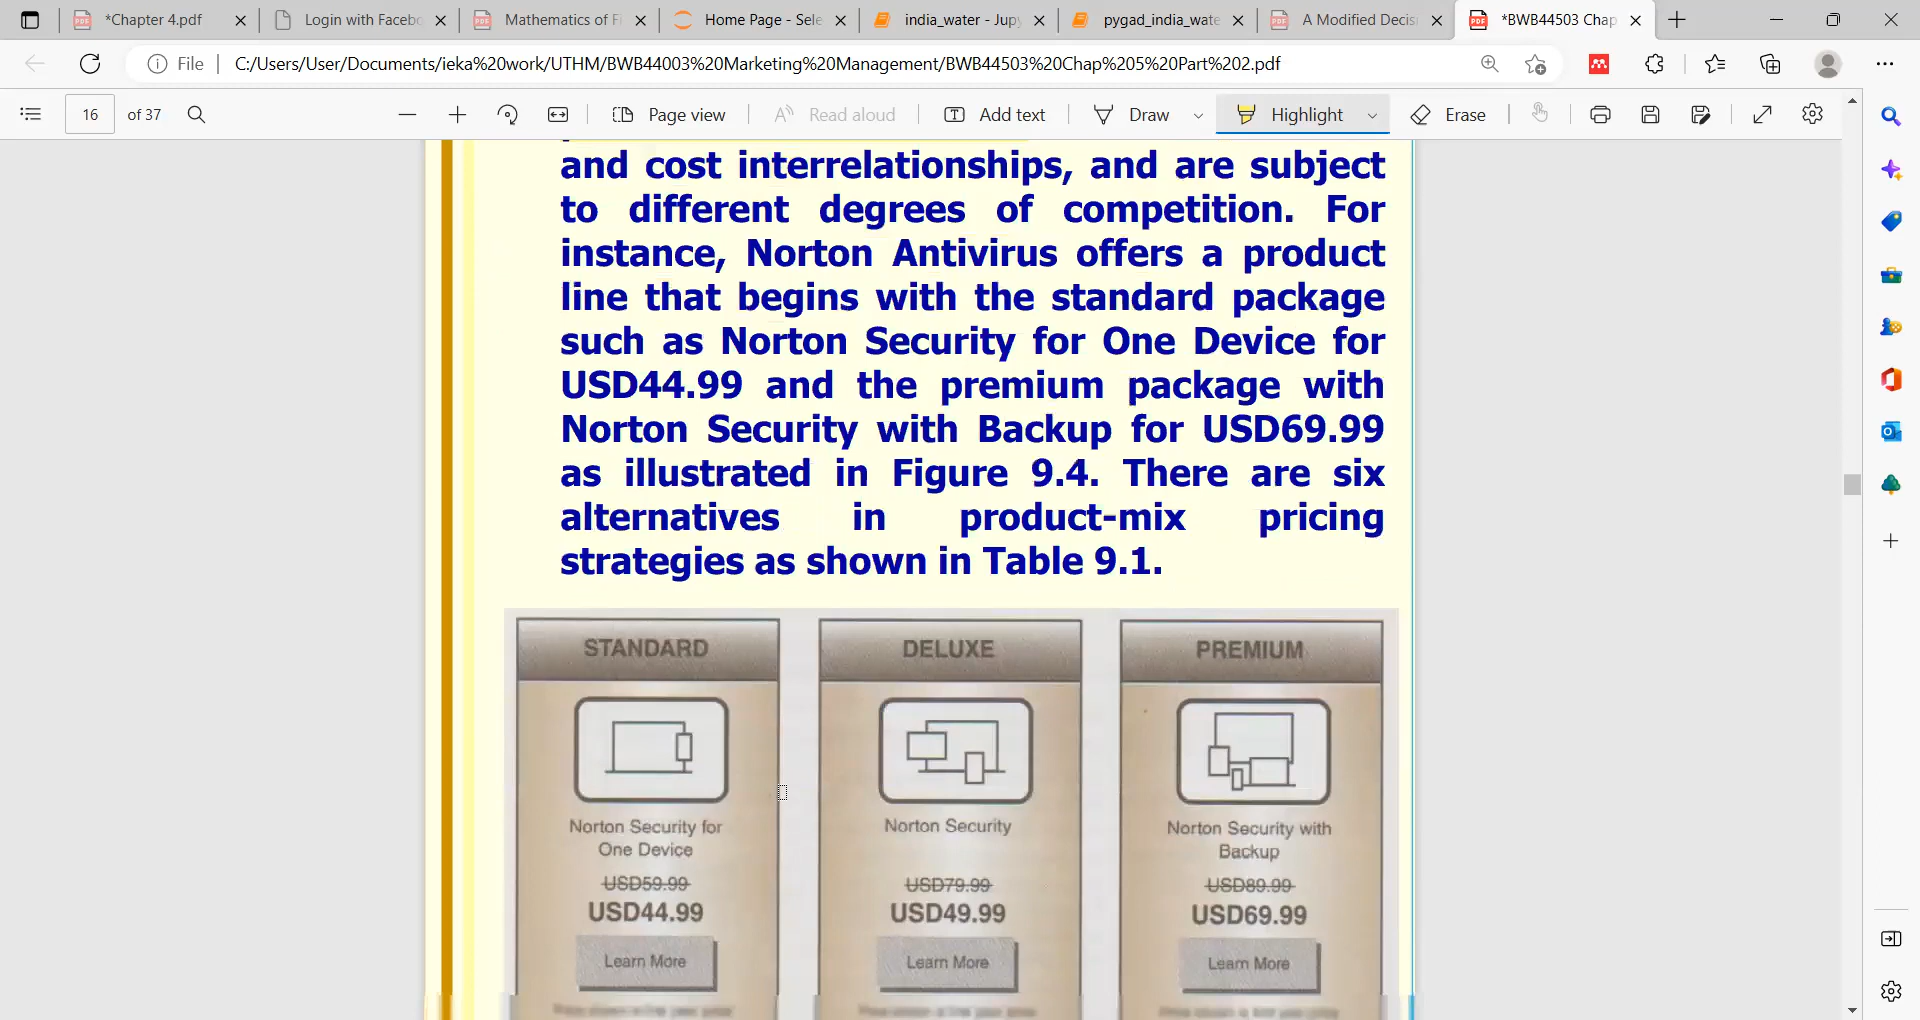 *Chapter 4.pdf
Login with Facebo
Mathematics of Fi
Home Page - Sele
india_water - Jupy
pygad_india_wate
A Modified Decis
*BWB44503 Chap
File
C:/Users/User/Documents/ieka%20work/UTHM/BWB44003%20Marketing%20Management/BWB44503%20Chap%205%20Part%202.pdf
16 of 37
Page view
Read aloud
Add text
Draw
Highlight
Erase
and cost interrelationships, and are subject
to different degrees of competition. For
instance, Norton Antivirus offers a product
line that begins with the standard package
such as Norton Security for One Device for
USD44.99 and the premium package with
Norton Security with Backup for USD69.99
as illustrated in Figure 9.4. There are six
alternatives in product-mix pricing
strategies as shown in Table 9.1.
STANDARD
Norton Security for
One Device
USD59.99
USD44.99
Learn More
DELUXE
Norton Security
USD79.99
USD49.99
Learn More
PREMIUM
Norton Security with
Backup
USD89.99
USD69.99
Learn More